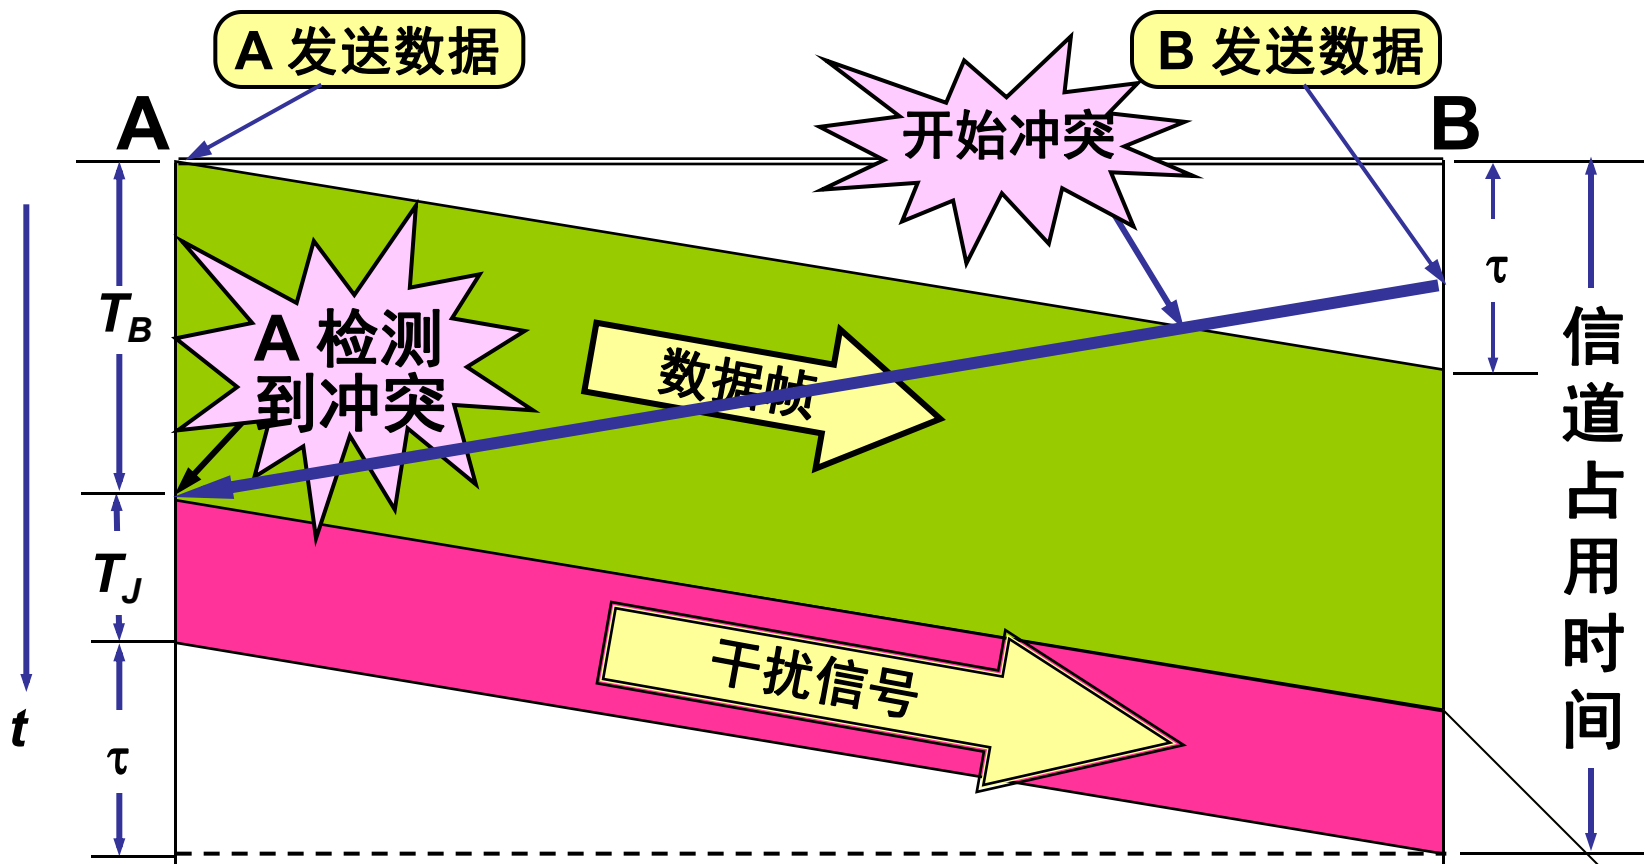 A 发送数据
B 发送数据
A
开始冲突
B
τ
T_B
A 检测
到冲突
数据帧
信道占用时间
T_J
干扰信号
t
τ